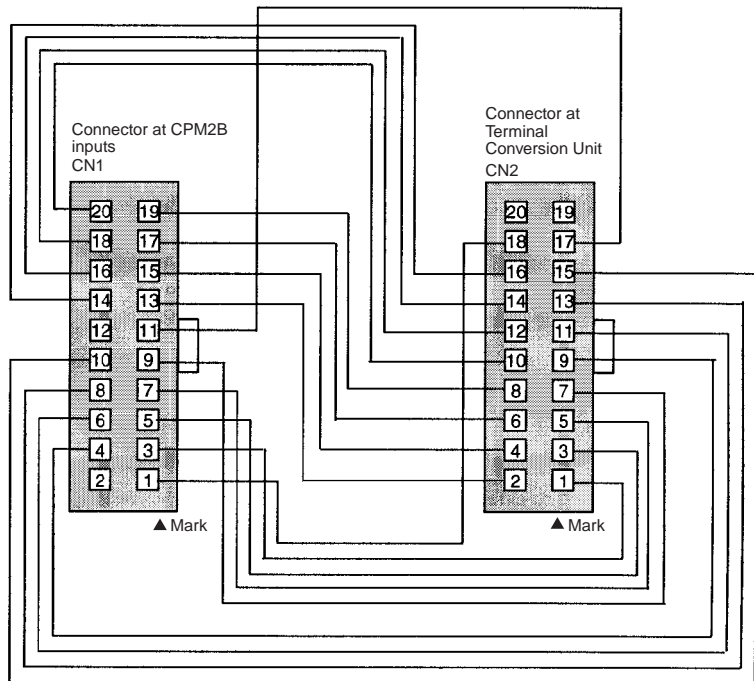 Connector at CPM2B
inputs
CN1
20 19
18 17
16 15
14 13
12 11
10 9
8 7
6 5
4 3
2 1
▲ Mark
Connector at
Terminal
Conversion Unit
CN2
20 19
18 17
16 15
14 13
12 11
10 9
8 7
6 5
4 3
2 1
▲ Mark